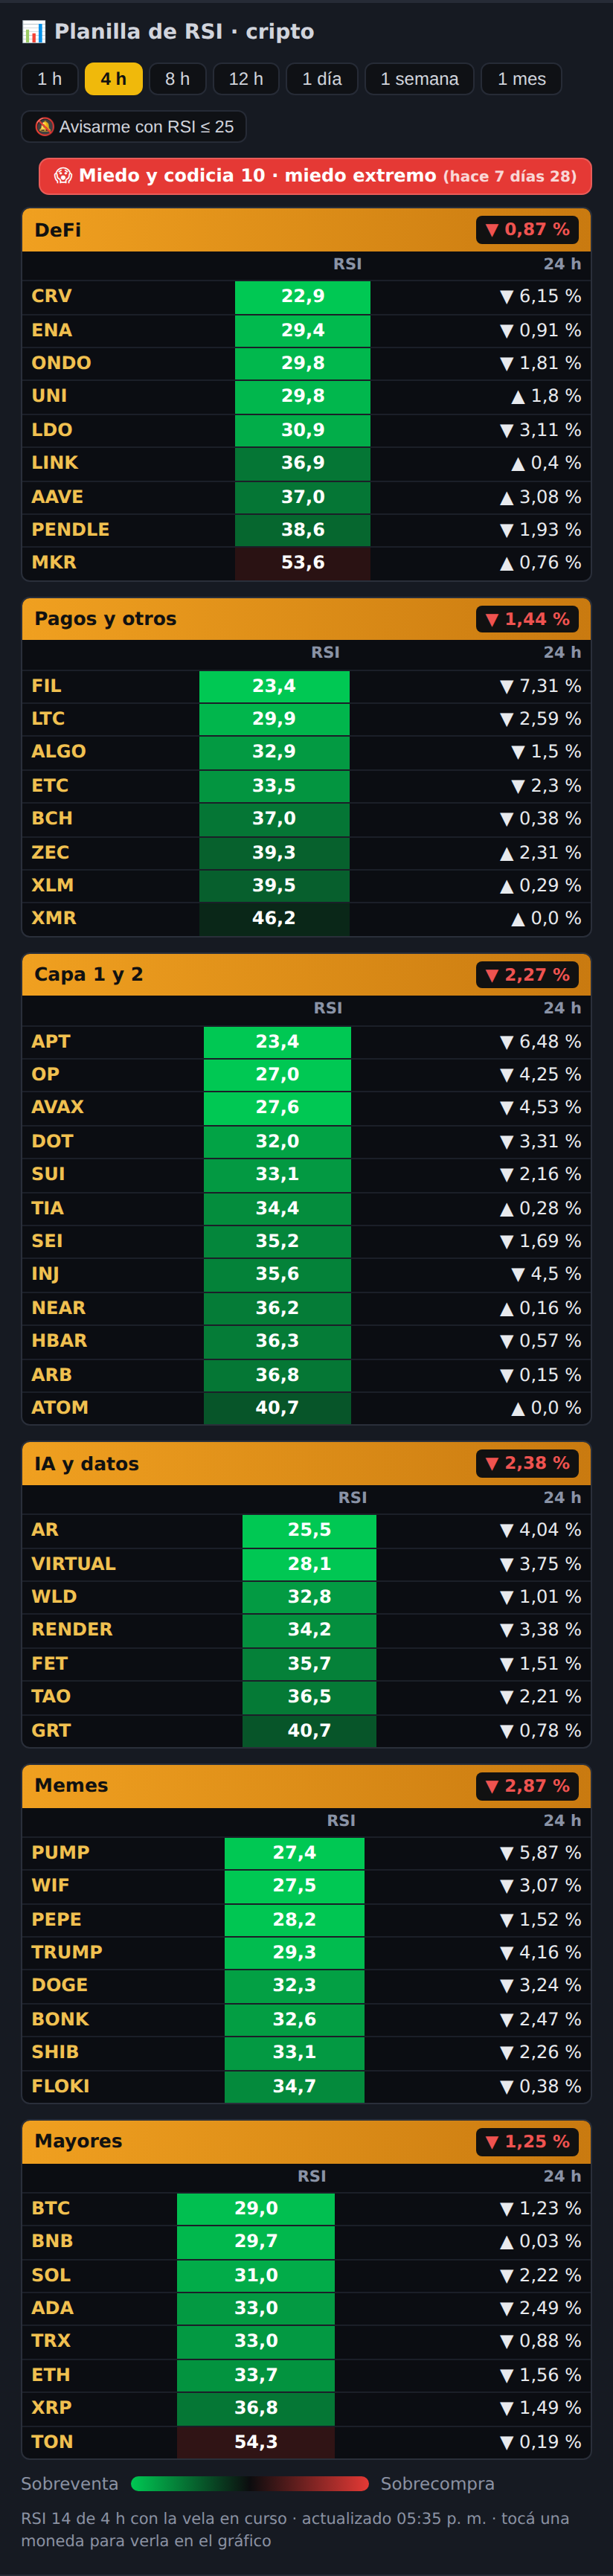 📊 Planilla de RSI · cripto
1 h 4 h 8 h 12 h 1 día 1 semana 1 mes
🔕 Avisarme con RSI ≤ 25
😱 Miedo y codicia 10 · miedo extremo (hace 7 días 28)
DeFi ▼ 0,87 %
RSI 24 h
CRV 22,9 ▼ 6,15 %
ENA 29,4 ▼ 0,91 %
ONDO 29,8 ▼ 1,81 %
UNI 29,8 ▲ 1,8 %
LDO 30,9 ▼ 3,11 %
LINK 36,9 ▲ 0,4 %
AAVE 37,0 ▲ 3,08 %
PENDLE 38,6 ▼ 1,93 %
MKR 53,6 ▲ 0,76 %
Pagos y otros ▼ 1,44 %
RSI 24 h
FIL 23,4 ▼ 7,31 %
LTC 29,9 ▼ 2,59 %
ALGO 32,9 ▼ 1,5 %
ETC 33,5 ▼ 2,3 %
BCH 37,0 ▼ 0,38 %
ZEC 39,3 ▲ 2,31 %
XLM 39,5 ▲ 0,29 %
XMR 46,2 ▲ 0,0 %
Capa 1 y 2 ▼ 2,27 %
RSI 24 h
APT 23,4 ▼ 6,48 %
OP 27,0 ▼ 4,25 %
AVAX 27,6 ▼ 4,53 %
DOT 32,0 ▼ 3,31 %
SUI 33,1 ▼ 2,16 %
TIA 34,4 ▲ 0,28 %
SEI 35,2 ▼ 1,69 %
INJ 35,6 ▼ 4,5 %
NEAR 36,2 ▲ 0,16 %
HBAR 36,3 ▼ 0,57 %
ARB 36,8 ▼ 0,15 %
ATOM 40,7 ▲ 0,0 %
IA y datos ▼ 2,38 %
RSI 24 h
AR 25,5 ▼ 4,04 %
VIRTUAL 28,1 ▼ 3,75 %
WLD 32,8 ▼ 1,01 %
RENDER 34,2 ▼ 3,38 %
FET 35,7 ▼ 1,51 %
TAO 36,5 ▼ 2,21 %
GRT 40,7 ▼ 0,78 %
Memes ▼ 2,87 %
RSI 24 h
PUMP 27,4 ▼ 5,87 %
WIF 27,5 ▼ 3,07 %
PEPE 28,2 ▼ 1,52 %
TRUMP 29,3 ▼ 4,16 %
DOGE 32,3 ▼ 3,24 %
BONK 32,6 ▼ 2,47 %
SHIB 33,1 ▼ 2,26 %
FLOKI 34,7 ▼ 0,38 %
Mayores ▼ 1,25 %
RSI 24 h
BTC 29,0 ▼ 1,23 %
BNB 29,7 ▲ 0,03 %
SOL 31,0 ▼ 2,22 %
ADA 33,0 ▼ 2,49 %
TRX 33,0 ▼ 0,88 %
ETH 33,7 ▼ 1,56 %
XRP 36,8 ▼ 1,49 %
TON 54,3 ▼ 0,19 %
Sobreventa Sobrecompra
RSI 14 de 4 h con la vela en curso · actualizado 05:35 p. m. · tocá una
moneda para verla en el gráfico